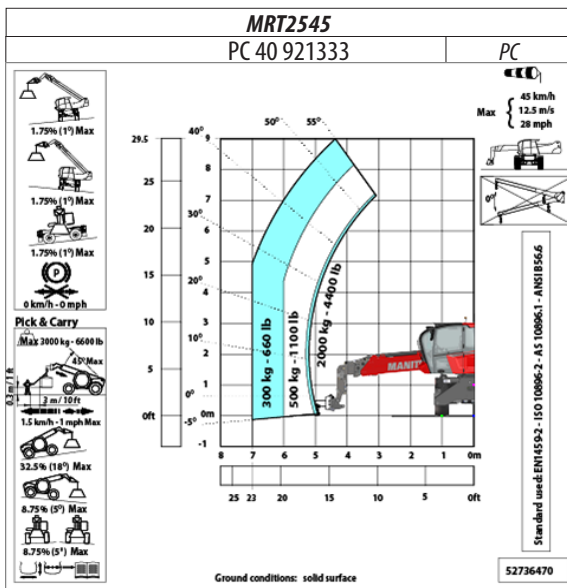 MRT2545
PC 40 921333
PC
1.75% (1°) Max
1.75% (1°) Max
1.75% (1°) Max
P
0 km/h - 0 mph
Pick & Carry
Max 3000 kg - 6600 lb
45° Max
0.3 m / 1 ft
3 m / 10 ft
1.5 km/h - 1 mph Max
32.5% (18°) Max
8.75% (5°) Max
8.75% (5°) Max
29.5
25
20
15
10
5
0ft
9
8
7
6
5
4
3
2
1
0m
-1
55°
50°
40°
30°
20°
10°
0°
-5°
300 kg - 660 lb
500 kg - 1100 lb
2000 kg - 4400 lb
MANIT
8
7
6
5
4
3
2
1
0m
25
23
20
15
10
5
0ft
Max
45 km/h
12.5 m/s
28 mph
0°
Standard used: EN1459-2 - ISO 10896-2 - AS 10896.1 - ANSI B56.6
Ground conditions: solid surface
52736470